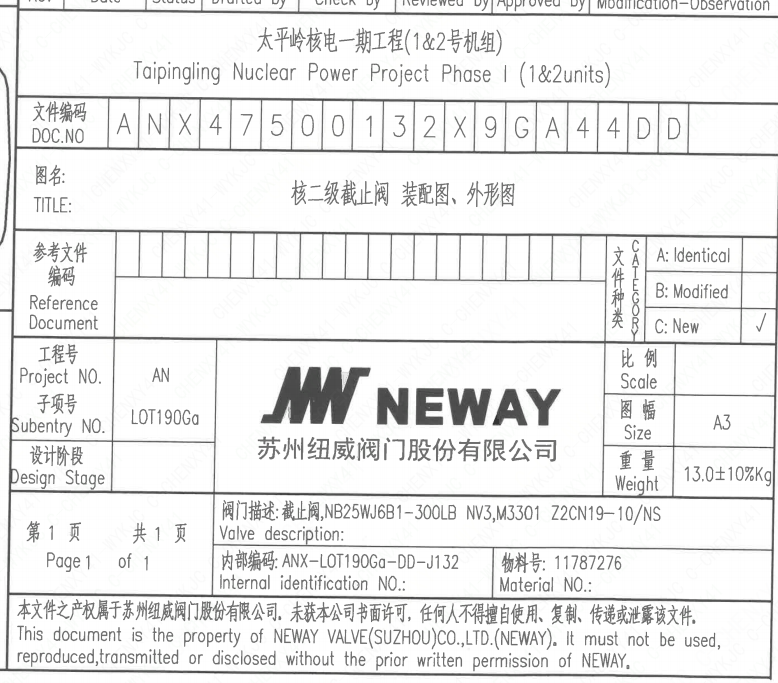 Rev. Date Status Drafted by Check by Reviewed by Approved by Modification-Observation
太平岭核电一期工程(1&2号机组)
Taipingling Nuclear Power Project Phase I (1&2units)
文件编码
DOC.NO
A N X 4 7 5 0 0 1 3 2 X 9 G A 4 4 D D
图名:
TITLE:
核二级截止阀 装配图、外形图
参考文件
编码
Reference
Document
文件种类
CATEGORY
A: Identical
B: Modified
C: New √
工程号
Project NO.
AN
子项号
Subentry NO.
LOT190Ga
设计阶段
Design Stage
NEWAY
苏州纽威阀门股份有限公司
比 例
Scale
图 幅
Size
A3
重 量
Weight
13.0±10%Kg
第 1 页 共 1 页
Page 1 of 1
阀门描述:截止阀,NB25WJ6B1-300LB NV3,M3301 Z2CN19-10/NS
Valve description:
内部编码: ANX-LOT190Ga-DD-J132
Internal identification NO.:
物料号: 11787276
Material NO.:
本文件之产权属于苏州纽威阀门股份有限公司。未获本公司书面许可，任何人不得擅自使用、复制、传递或泄露该文件。
This document is the property of NEWAY VALVE(SUZHOU)CO.,LTD.(NEWAY). It must not be used,
reproduced,transmitted or disclosed without the prior written permission of NEWAY.